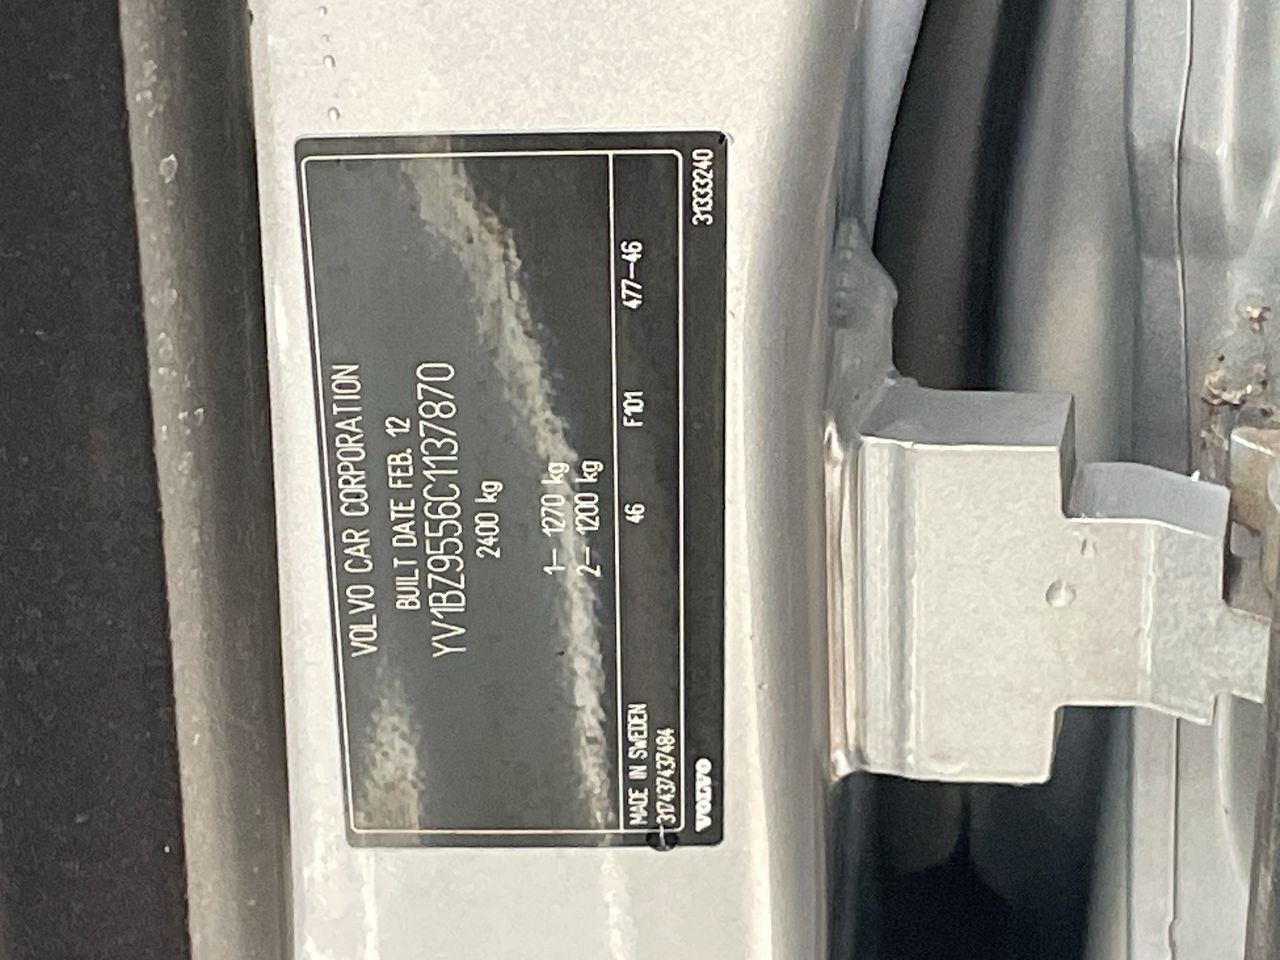 VOLVO CAR CORPORATION
BUILT DATE FEB. 12
YV1BZ9556C1137870
2400 kg
1– 1270 kg
2– 1200 kg
MADE IN SWEDEN 46 F101 477-46
317437437484
VOLVO 31333240